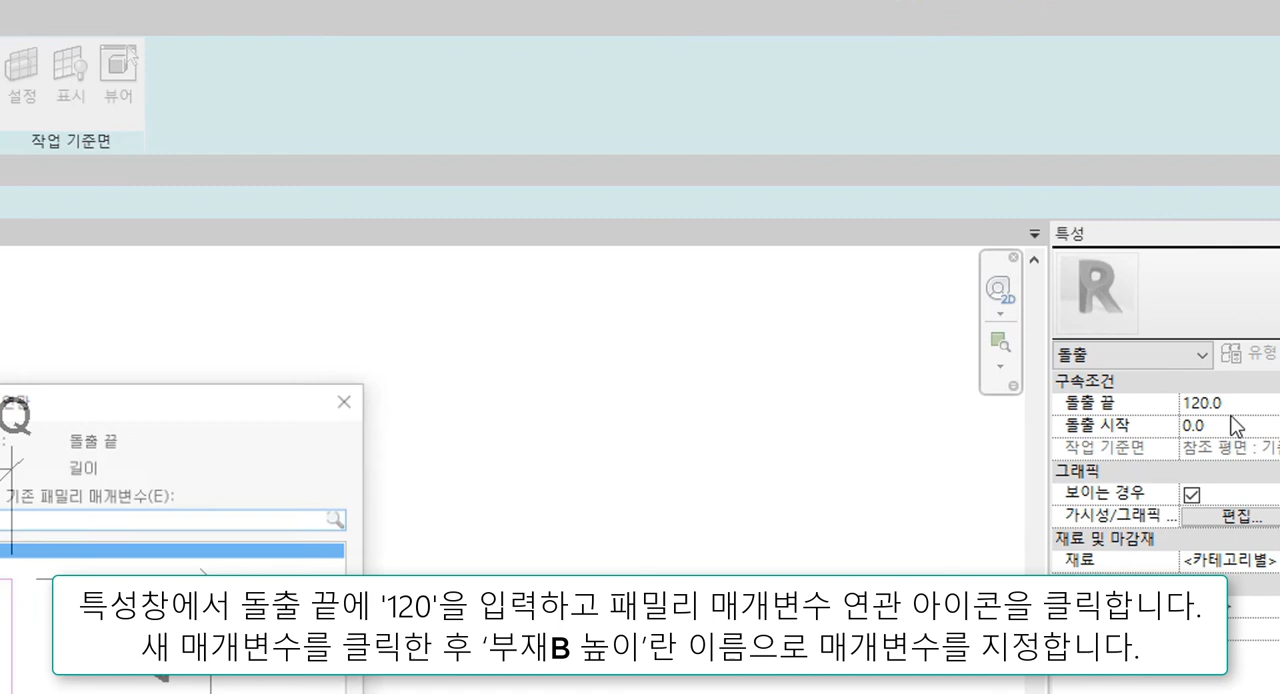 설정 표시 뷰어
작업 기준면
특성
2D
돌출
유형
구속조건
돌출 끝 120.0
돌출 시작 0.0
작업 기준면 참조 평면 :
그래픽
보이는 경우
가시성/그래픽 ... 편집...
재료 및 마감재
재료 <카테고리별>
돌출 끝
길이
기존 패밀리 매개변수(E):
특성창에서 돌출 끝에 '120'을 입력하고 패밀리 매개변수 연관 아이콘을 클릭합니다.
새 매개변수를 클릭한 후 ‘부재B 높이’란 이름으로 매개변수를 지정합니다.